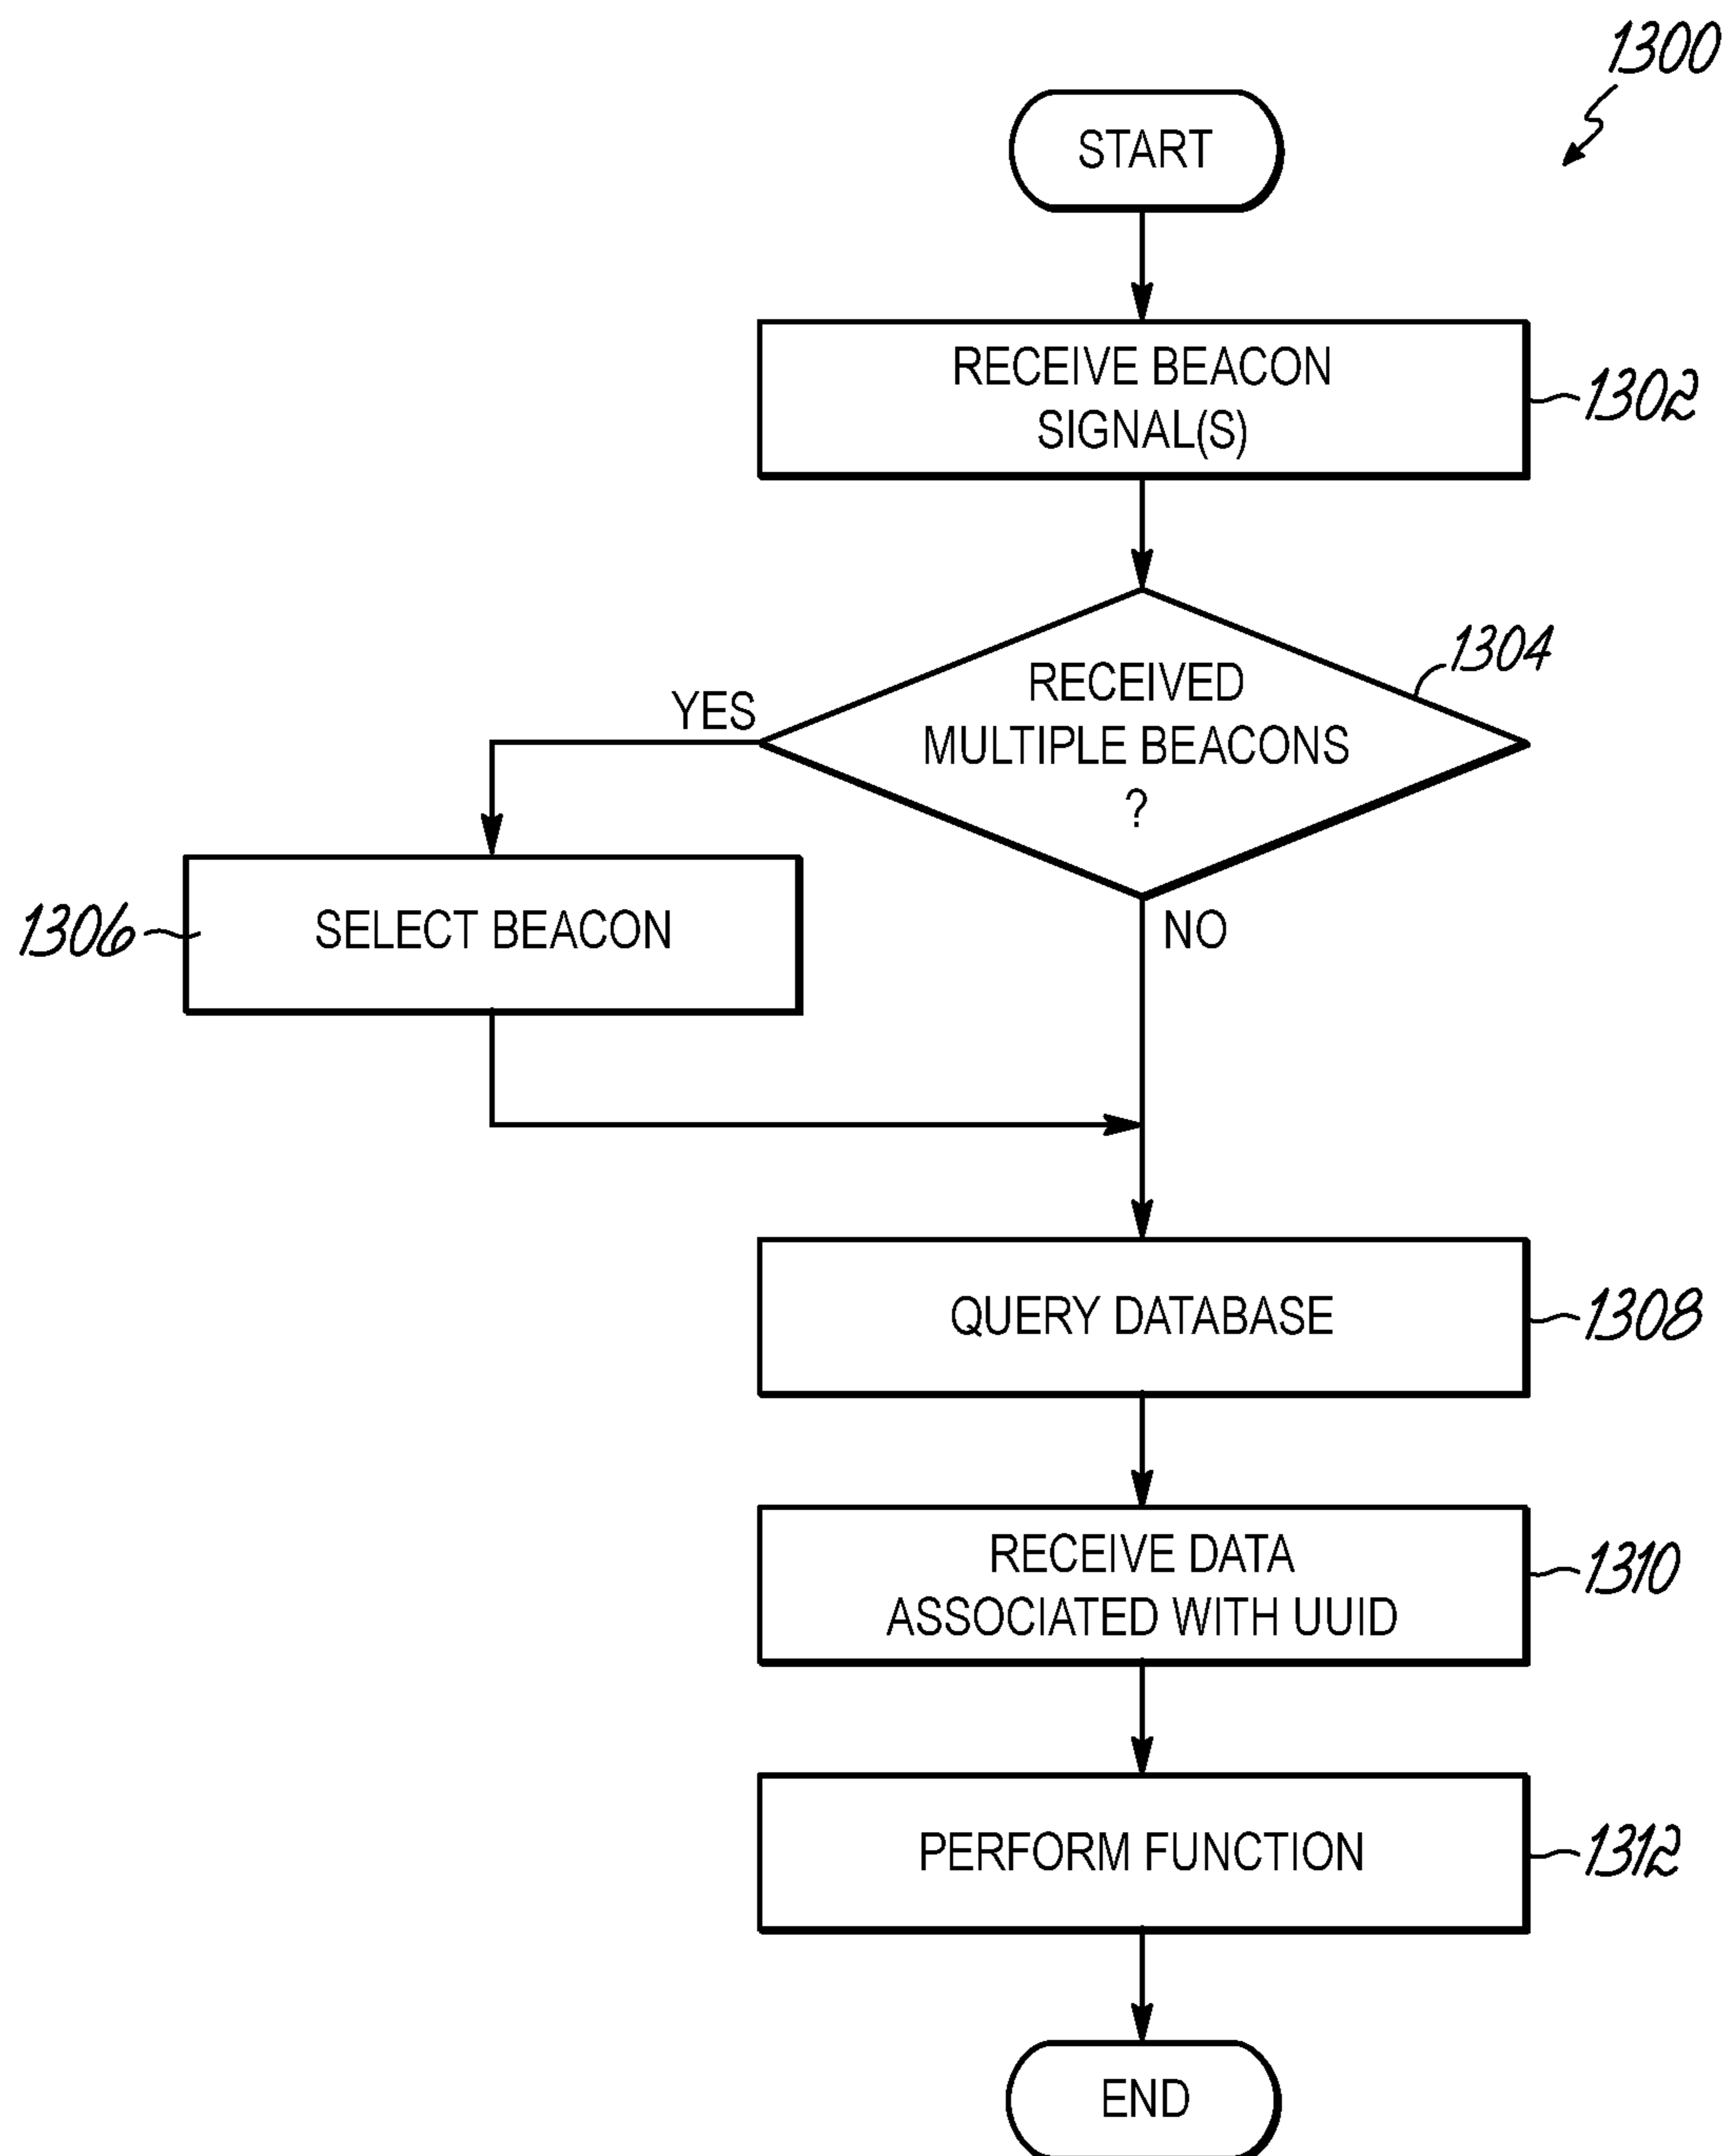 1300
START
RECEIVE BEACON
SIGNAL(S)
1302
RECEIVED
MULTIPLE BEACONS
?
1304
YES
NO
SELECT BEACON
1306
QUERY DATABASE
1308
RECEIVE DATA
ASSOCIATED WITH UUID
1310
PERFORM FUNCTION
1312
END